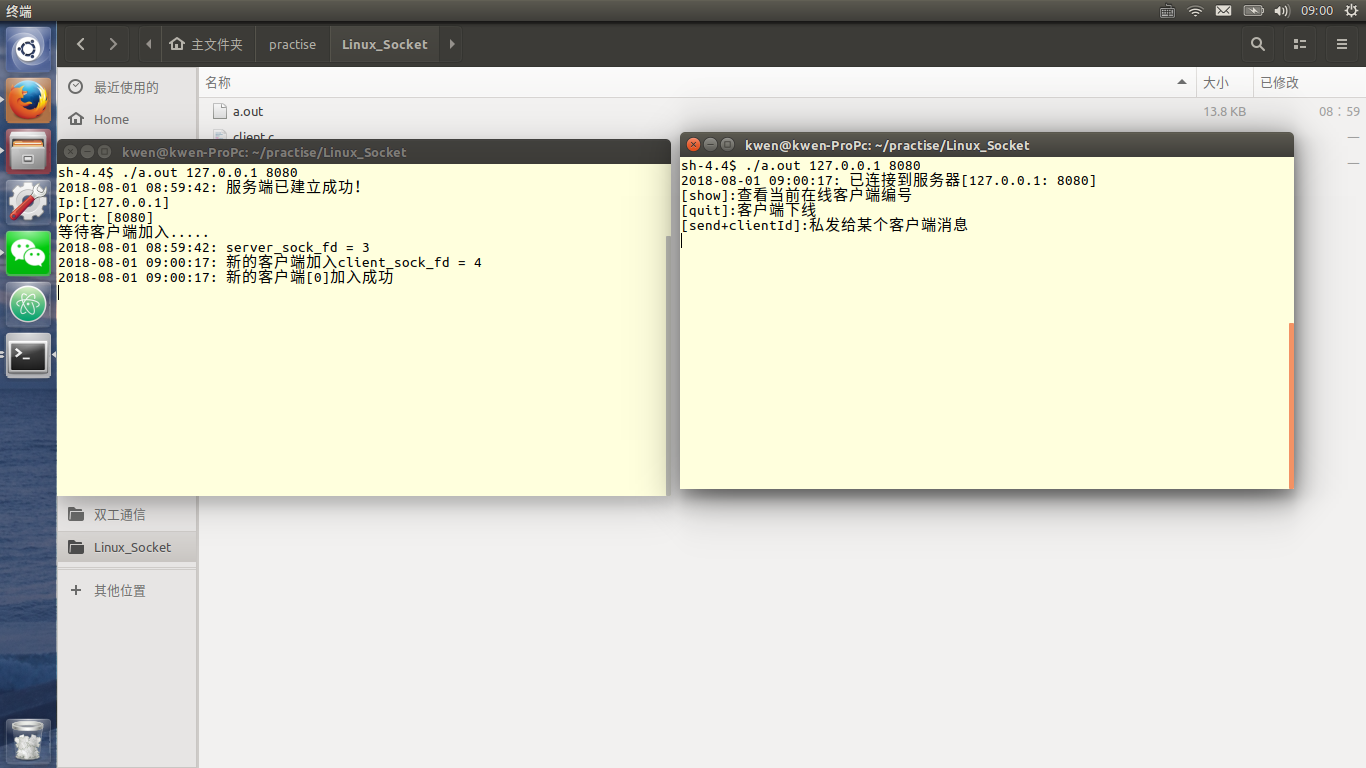 终端
09:00
主文件夹
practise
Linux_Socket
最近使用的
Home
名称
大小
已修改
a.out
13.8 KB
08：59
client.c
kwen@kwen-ProPc: ~/practise/Linux_Socket
sh-4.4$ ./a.out 127.0.0.1 8080
2018-08-01 08:59:42: 服务端已建立成功!
Ip:[127.0.0.1]
Port: [8080]
等待客户端加入.....
2018-08-01 08:59:42: server_sock_fd = 3
2018-08-01 09:00:17: 新的客户端加入client_sock_fd = 4
2018-08-01 09:00:17: 新的客户端[0]加入成功
kwen@kwen-ProPc: ~/practise/Linux_Socket
sh-4.4$ ./a.out 127.0.0.1 8080
2018-08-01 09:00:17: 已连接到服务器[127.0.0.1: 8080]
[show]:查看当前在线客户端编号
[quit]:客户端下线
[send+clientId]:私发给某个客户端消息
双工通信
Linux_Socket
其他位置